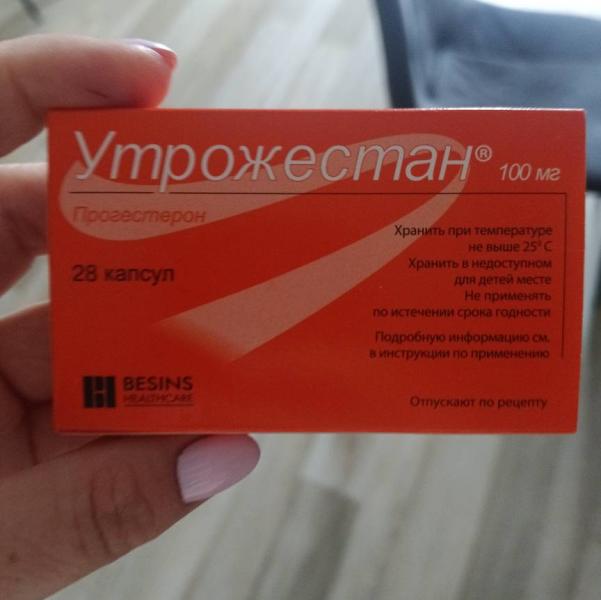 Утрожестан® 100 мг
Прогестерон
28 капсул
Хранить при температуре
не выше 25° С
Хранить в недоступном
для детей месте
Не применять
по истечении срока годности
Подробную информацию см.
в инструкции по применению
BESINS
HEALTHCARE
Отпускают по рецепту